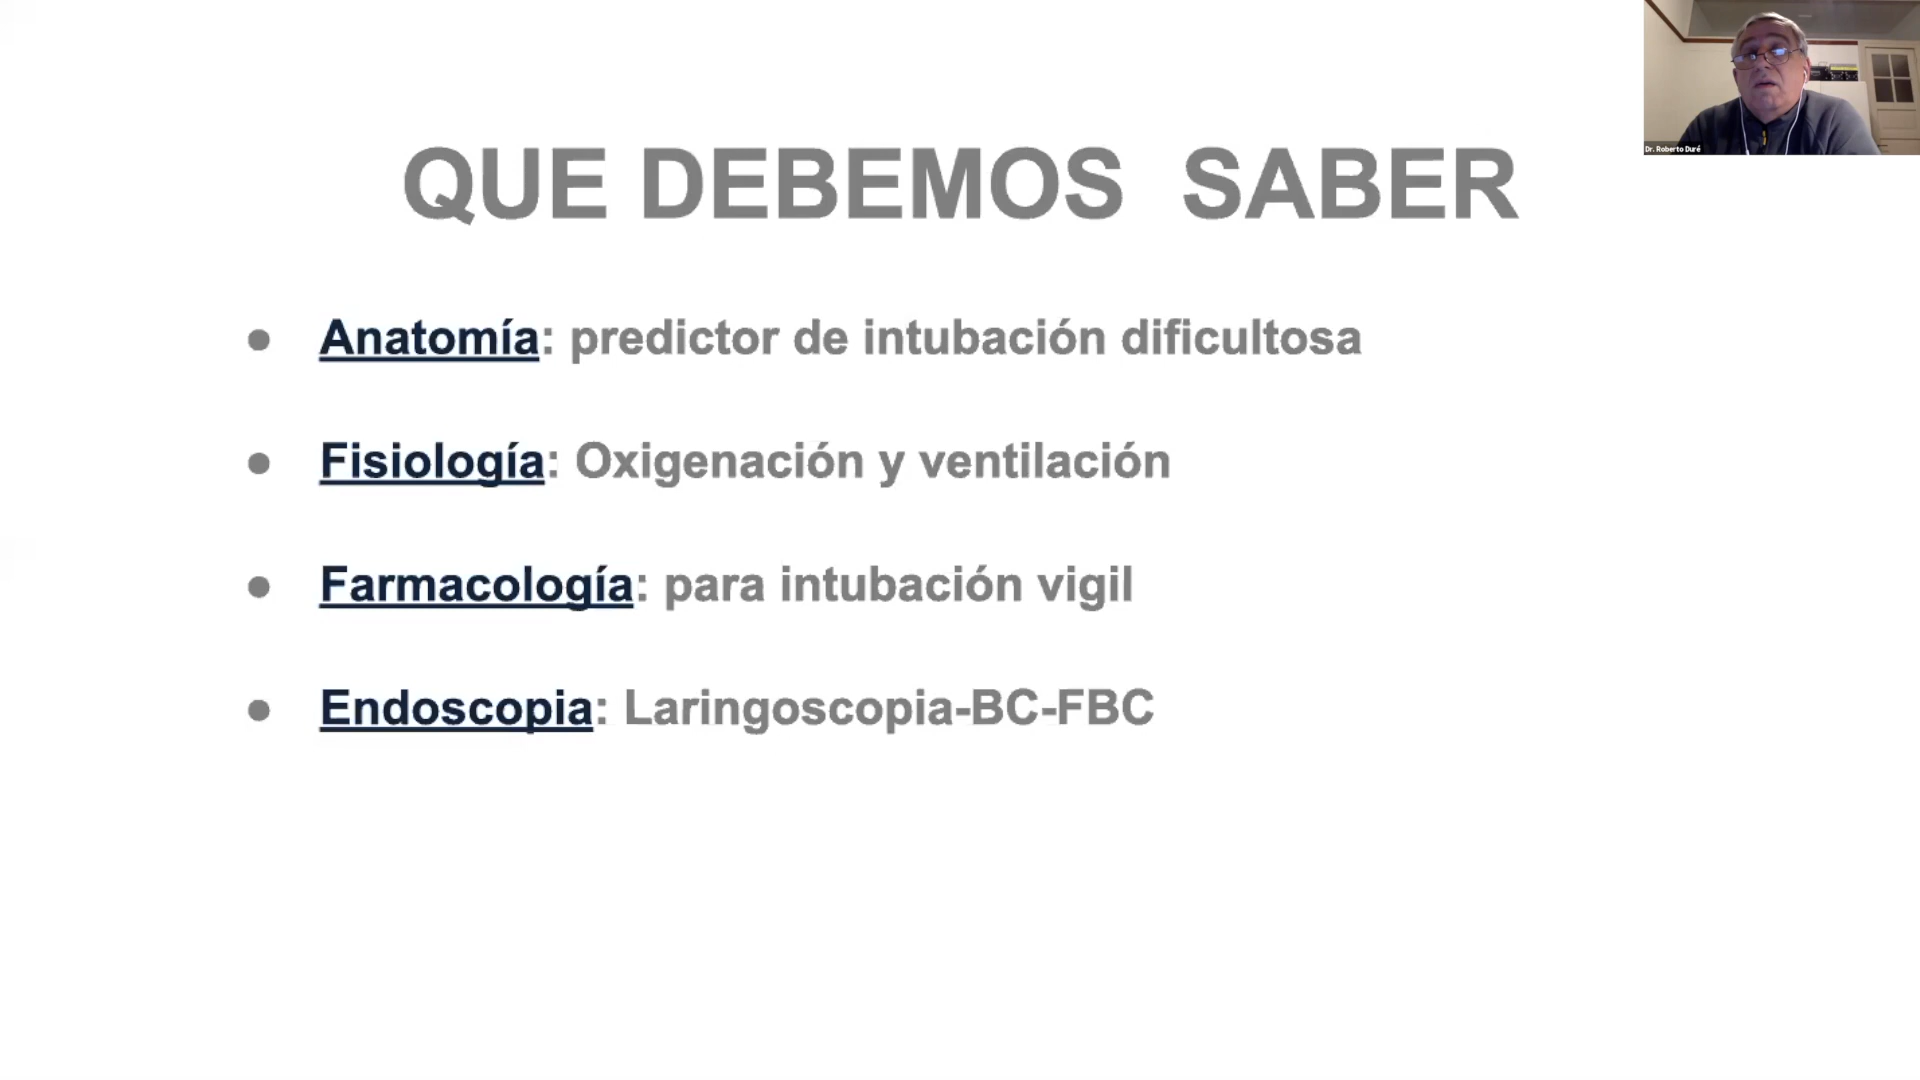 QUE DEBEMOS SABER
Anatomía: predictor de intubación dificultosa
Fisiología: Oxigenación y ventilación
Farmacología: para intubación vigil
Endoscopia: Laringoscopia-BC-FBC
Dr. Roberto Duré